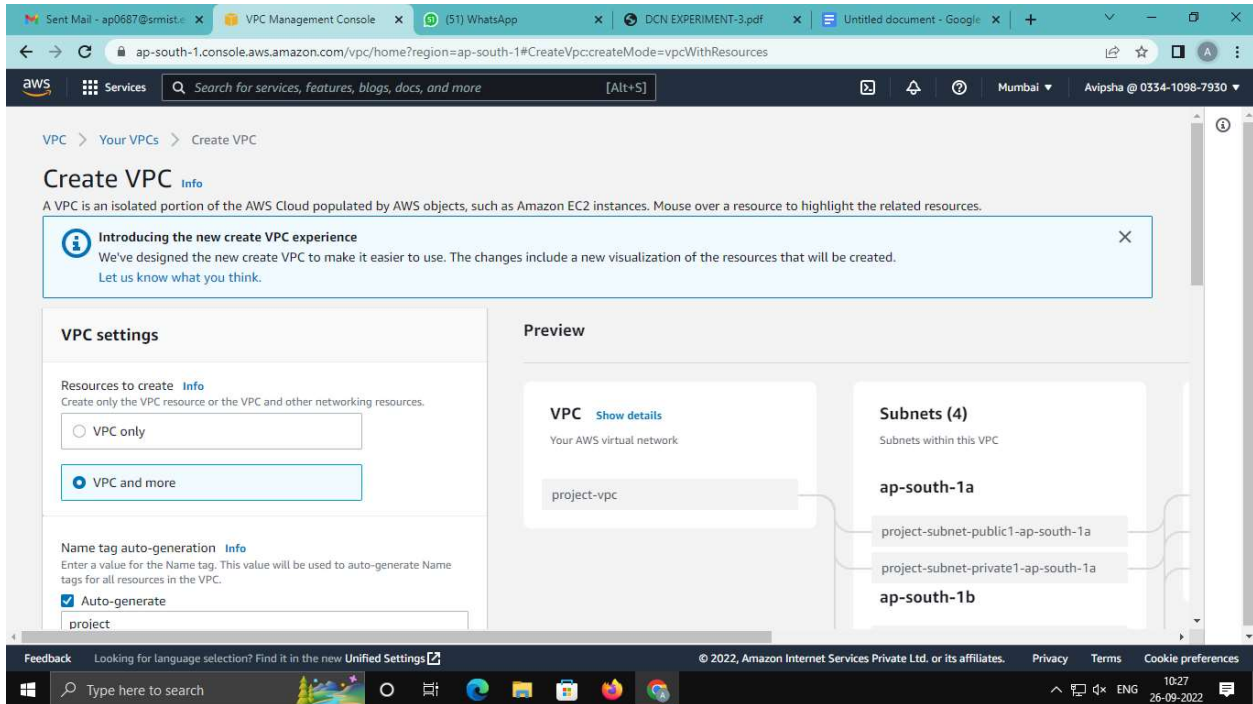 Sent Mail - ap0687@srmist.e
VPC Management Console
(51) WhatsApp
DCN EXPERIMENT-3.pdf
Untitled document - Google
ap-south-1.console.aws.amazon.com/vpc/home?region=ap-south-1#CreateVpc:createMode=vpcWithResources
A
aws
Services
Search for services, features, blogs, docs, and more
[Alt+S]
Mumbai
Avipsha @ 0334-1098-7930
VPC > Your VPCs > Create VPC
Create VPC Info
A VPC is an isolated portion of the AWS Cloud populated by AWS objects, such as Amazon EC2 instances. Mouse over a resource to highlight the related resources.
Introducing the new create VPC experience
We've designed the new create VPC to make it easier to use. The changes include a new visualization of the resources that will be created.
Let us know what you think.
VPC settings
Resources to create Info
Create only the VPC resource or the VPC and other networking resources.
VPC only
VPC and more
Name tag auto-generation Info
Enter a value for the Name tag. This value will be used to auto-generate Name
tags for all resources in the VPC.
Auto-generate
project
Preview
VPC Show details
Your AWS virtual network
project-vpc
Subnets (4)
Subnets within this VPC
ap-south-1a
project-subnet-public1-ap-south-1a
project-subnet-private1-ap-south-1a
ap-south-1b
Feedback
Looking for language selection? Find it in the new Unified Settings
© 2022, Amazon Internet Services Private Ltd. or its affiliates.
Privacy
Terms
Cookie preferences
Type here to search
ENG
10:27
26-09-2022